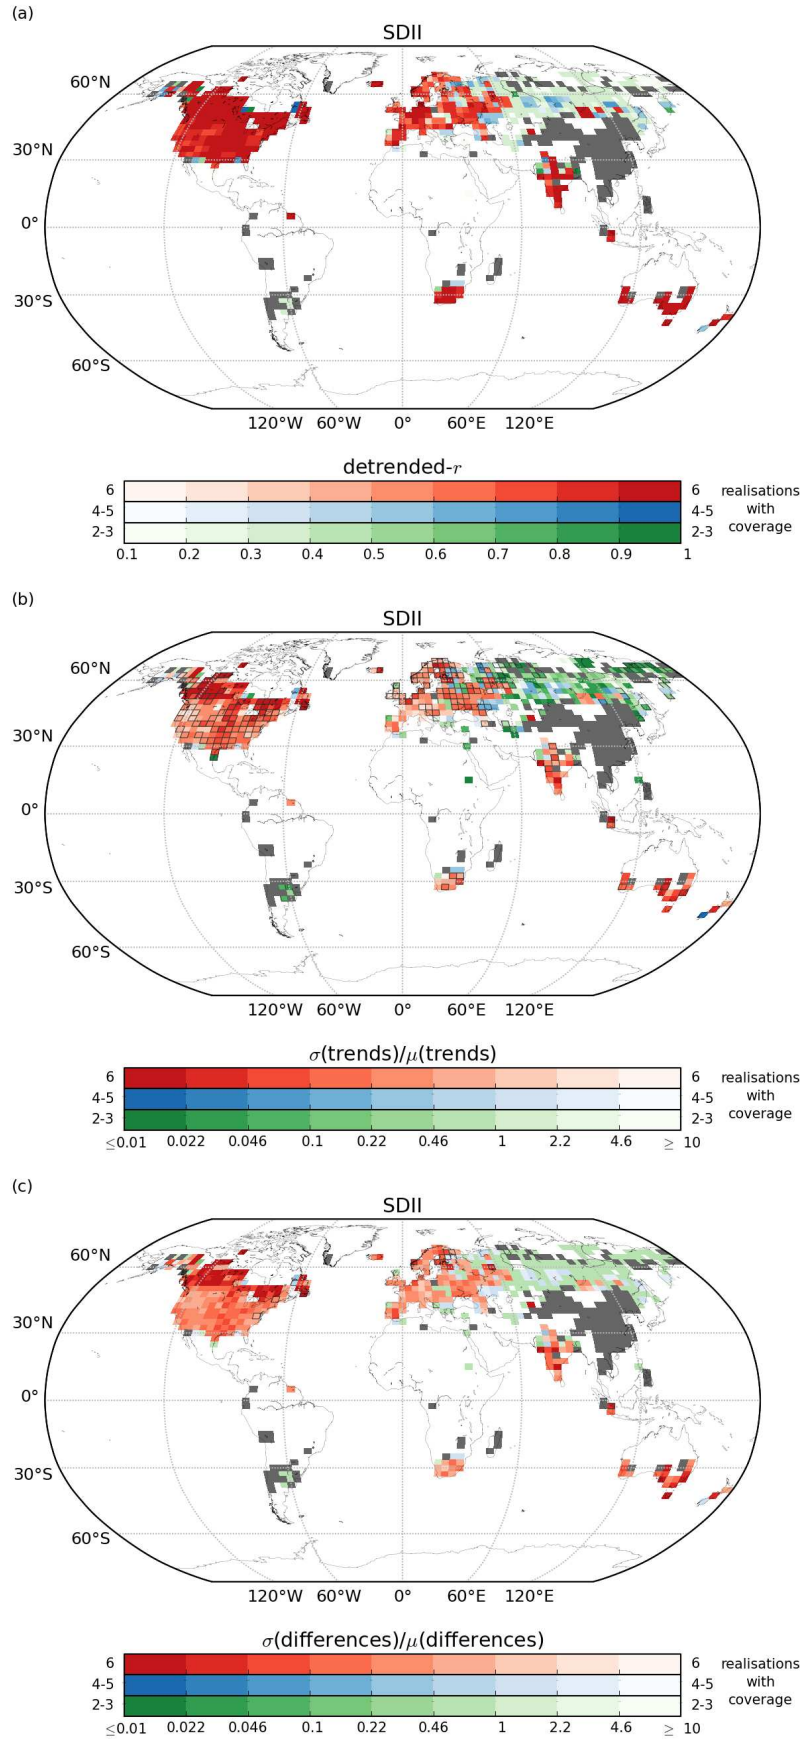 (a)
SDII
60°N
30°N
0°
30°S
60°S
120°W 60°W 0° 60°E 120°E
detrended-r
6 6 realisations
4-5 4-5 with
2-3 2-3 coverage
0.1 0.2 0.3 0.4 0.5 0.6 0.7 0.8 0.9 1
(b)
SDII
60°N
30°N
0°
30°S
60°S
120°W 60°W 0° 60°E 120°E
σ(trends)/μ(trends)
6 6 realisations
4-5 4-5 with
2-3 2-3 coverage
≤0.01 0.022 0.046 0.1 0.22 0.46 1 2.2 4.6 ≥ 10
(c)
SDII
60°N
30°N
0°
30°S
60°S
120°W 60°W 0° 60°E 120°E
σ(differences)/μ(differences)
6 6 realisations
4-5 4-5 with
2-3 2-3 coverage
≤0.01 0.022 0.046 0.1 0.22 0.46 1 2.2 4.6 ≥ 10